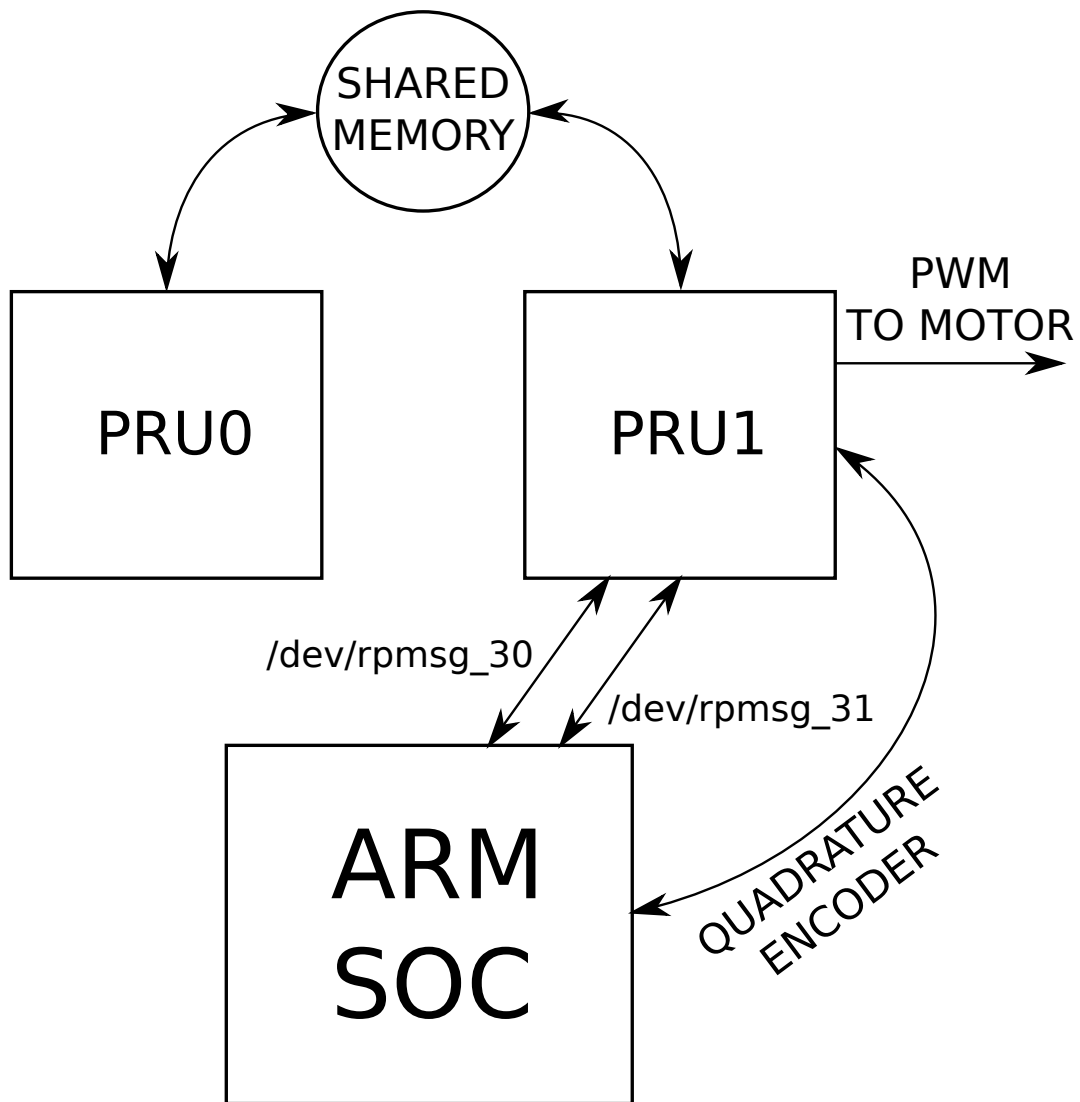 SHARED
MEMORY
PWM
TO MOTOR
PRU0
PRU1
/dev/rpmsg_30
/dev/rpmsg_31
ARM
SOC
QUADRATURE
ENCODER